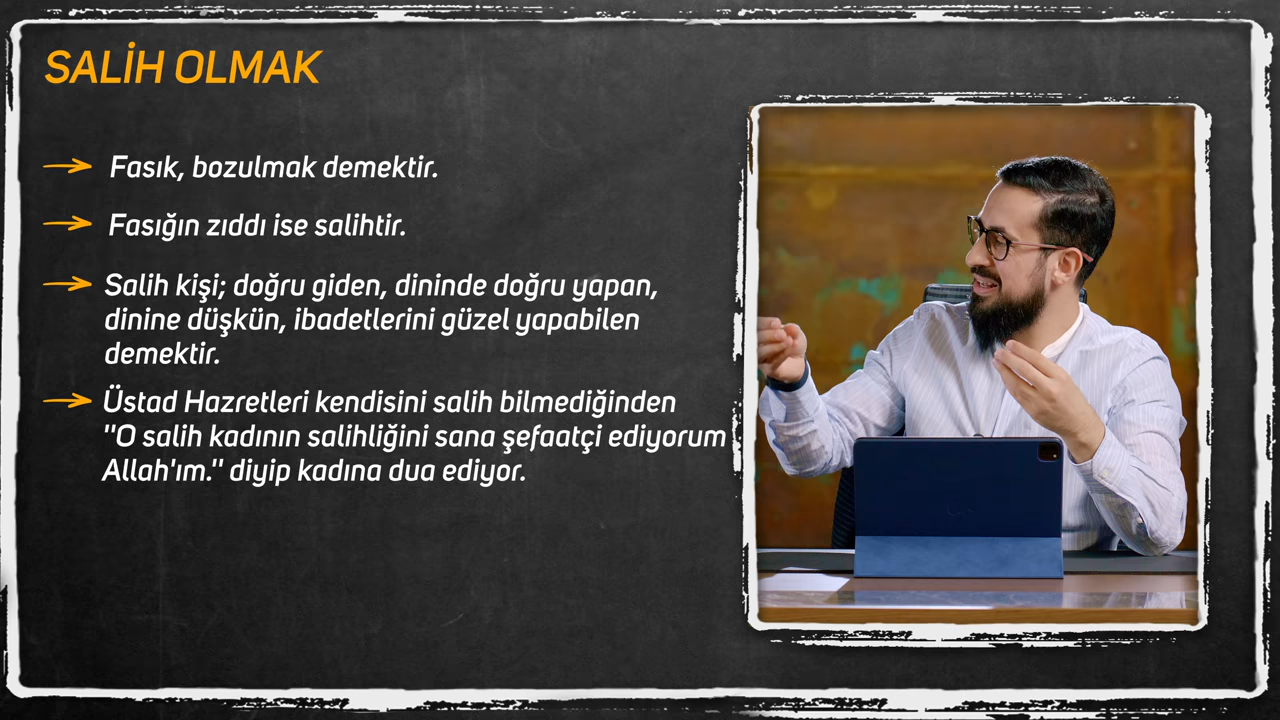 SALİH OLMAK
Fasık, bozulmak demektir.
Fasığın zıddı ise salihtir.
Salih kişi; doğru giden, dininde doğru yapan,
dinine düşkün, ibadetlerini güzel yapabilen
demektir.
Üstad Hazretleri kendisini salih bilmediğinden
"O salih kadının salihliğini sana şefaatçi ediyorum
Allah'ım." diyip kadına dua ediyor.